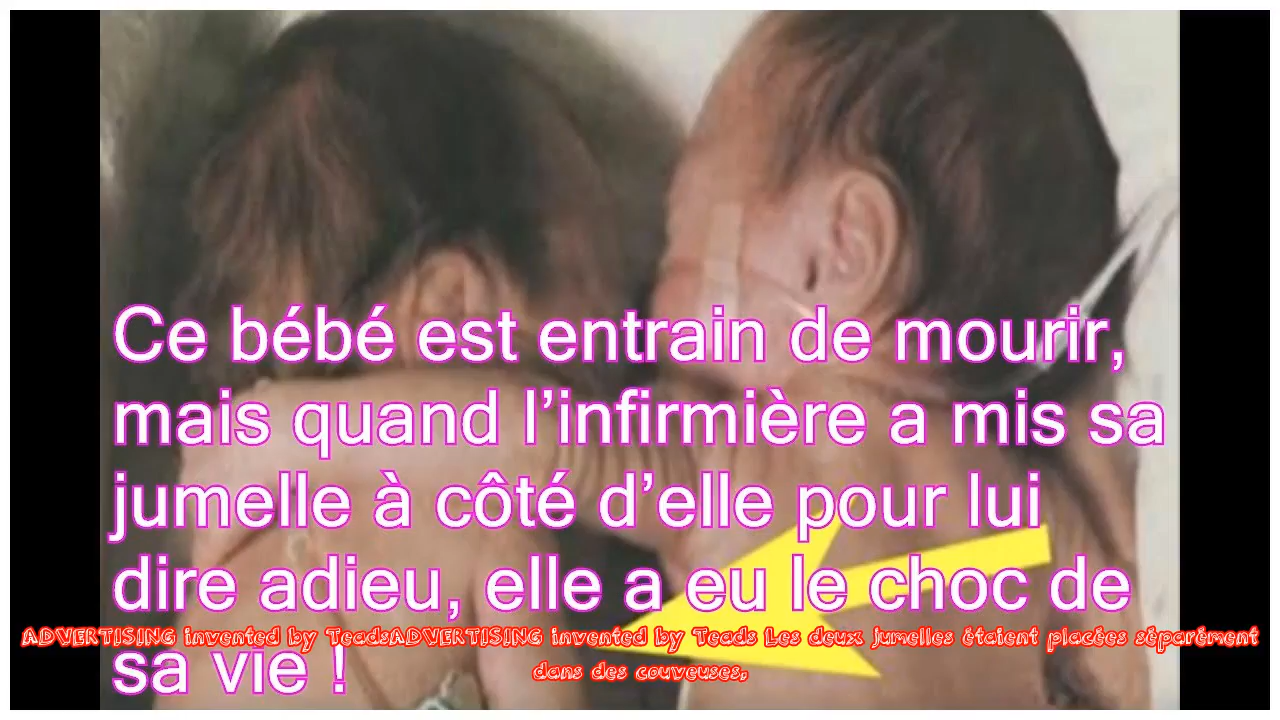 Ce bébé est entrain de mourir,
mais quand l’infirmière a mis sa
jumelle à côté d’elle pour lui
dire adieu, elle a eu le choc de
sa vie !
ADVERTISING invented by TeadsADVERTISING invented by Teads Les deux jumelles étaient placées séparément
dans des couveuses,